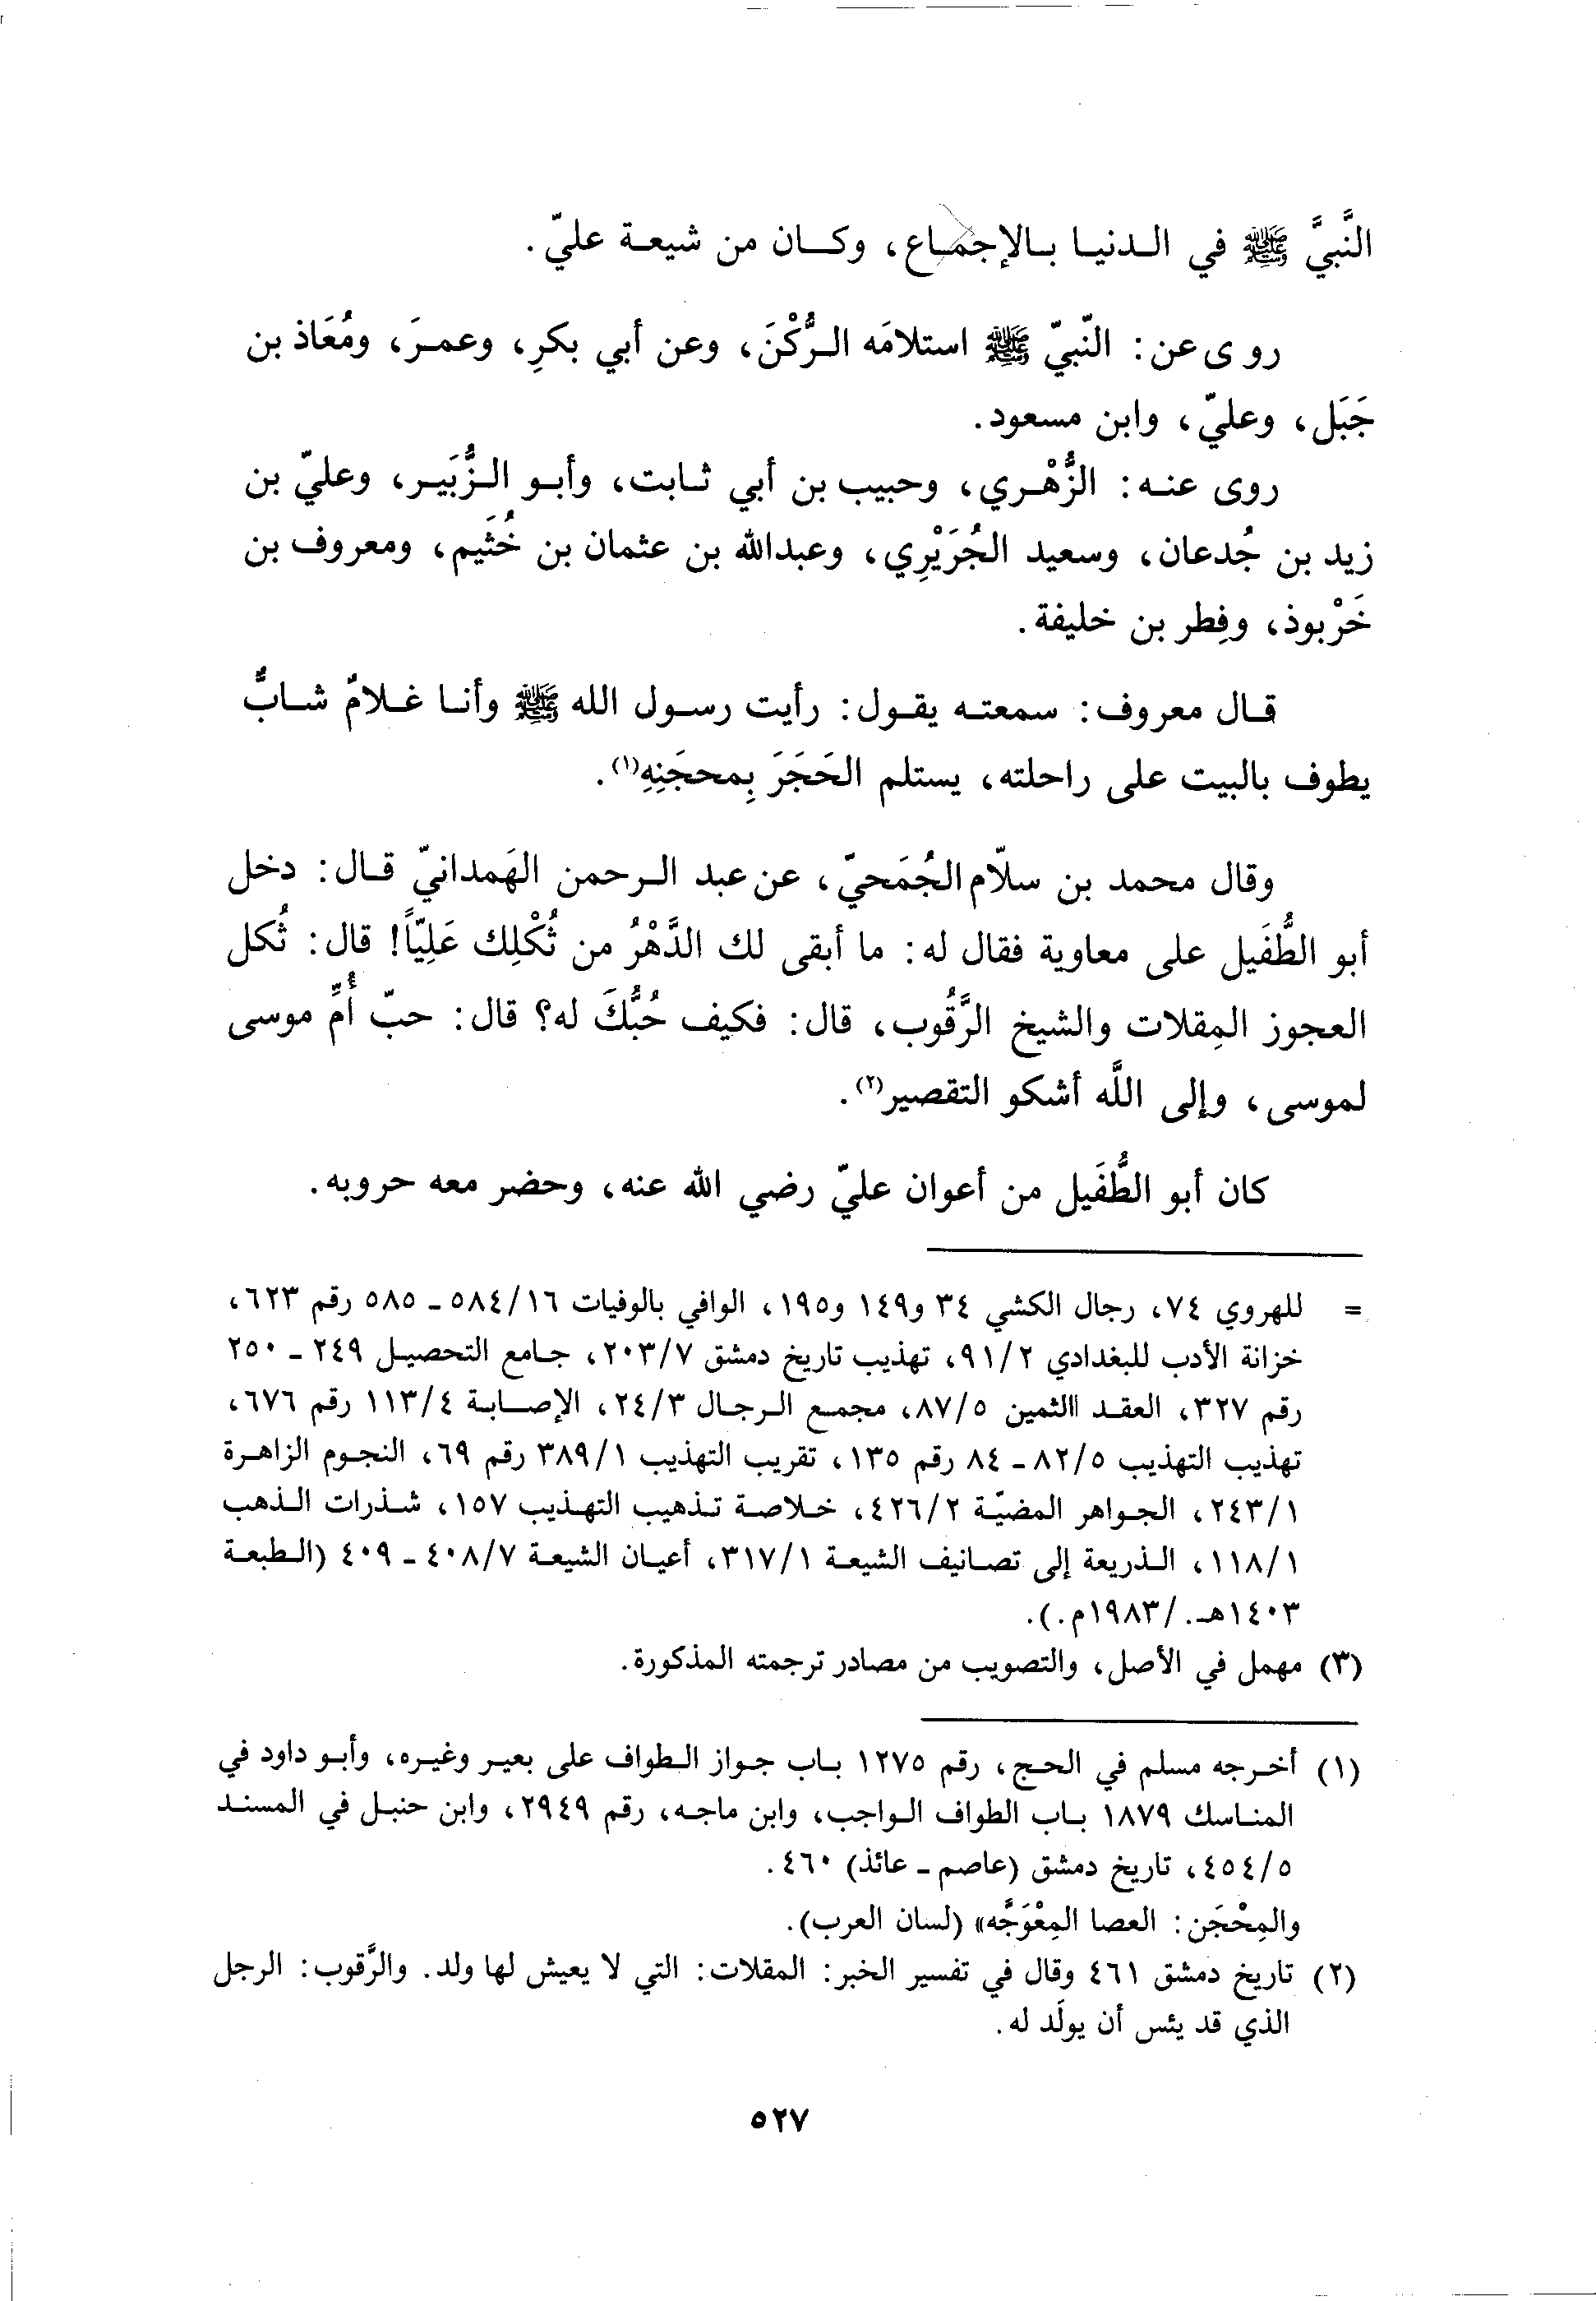 النَّبيَّ ﷺ في الدنيا بالإجماع، وكان من شيعة عليّ.
روى عن: النّبيّ ﷺ استلامَه الرُّكْنَ، وعن أبي بكرِ، وعمرَ، ومُعَاذ بن
جَبَل، وعليّ، وابن مسعود.
روى عنه: الزُّهْري، وحبيب بن أبي ثابت، وأبو الزُّبَير، وعليّ بن
زيد بن جُدعان، وسعيد الجُرَيْرِي، وعبدالله بن عثمان بن خُثَيم، ومعروف بن
خَرْبوذ، وفِطر بن خليفة.
قال معروف: سمعته يقول: رأيت رسول الله ﷺ وأنا غلامٌ شابٌّ
يطوف بالبيت على راحلته، يستلم الحَجَرَ بِمحجَنِهِ(١).
وقال محمد بن سلّام الجُمَحيّ، عن عبد الرحمن الهَمدانيّ قال: دخل
أبو الطُّفَيل على معاوية فقال له: ما أبقى لك الدَّهْرُ من ثُكْلِك عَلِيّاً! قال: ثُكل
العجوز المِقلات والشيخ الرَّقُوب، قال: فكيف حُبُّكَ له؟ قال: حبّ أُمِّ موسى
لموسى، وإلى اللَّه أشكو التقصير(٢).
كان أبو الطُّفَيل من أعوان عليّ رضي الله عنه، وحضر معه حروبه.
= للهروي ٧٤، رجال الكشي ٣٤ و١٤٩ و١٩٥، الوافي بالوفيات ١٦/ ٥٨٤ - ٥٨٥ رقم ٦٢٣،
خزانة الأدب للبغدادي ٢/ ٩١، تهذيب تاريخ دمشق ٧/ ٢٠٣، جامع التحصيل ٢٤٩ - ٢٥٠
رقم ٣٢٧، العقد االثمين ٥/ ٨٧، مجمع الرجال ٣/ ٢٤، الإصابة ٤/ ١١٣ رقم ٦٧٦،
تهذيب التهذيب ٥/ ٨٢ - ٨٤ رقم ١٣٥، تقريب التهذيب ١/ ٣٨٩ رقم ٦٩، النجوم الزاهرة
١/ ٢٤٣، الجواهر المضيّة ٢/ ٤٢٦، خلاصة تذهيب التهذيب ١٥٧، شذرات الذهب
١/ ١١٨، الذريعة إلى تصانيف الشيعة ١/ ٣١٧، أعيان الشيعة ٧/ ٤٠٨ - ٤٠٩ (الطبعة
١٤٠٣هـ./ ١٩٨٣م.).
(٣) مهمل في الأصل، والتصويب من مصادر ترجمته المذكورة.
(١) أخرجه مسلم في الحج، رقم ١٢٧٥ باب جواز الطواف على بعير وغيره، وأبو داود في
المناسك ١٨٧٩ باب الطواف الواجب، وابن ماجه، رقم ٢٩٤٩، وابن حنبل في المسند
٥/ ٤٥٤، تاريخ دمشق (عاصم - عائذ) ٤٦٠.
والمِحْجَن: العصا المِعْوَجَّه» (لسان العرب).
(٢) تاريخ دمشق ٤٦١ وقال في تفسير الخبر: المقلات: التي لا يعيش لها ولد. والرَّقوب: الرجل
الذي قد يئس أن يولَد له.
٥٢٧